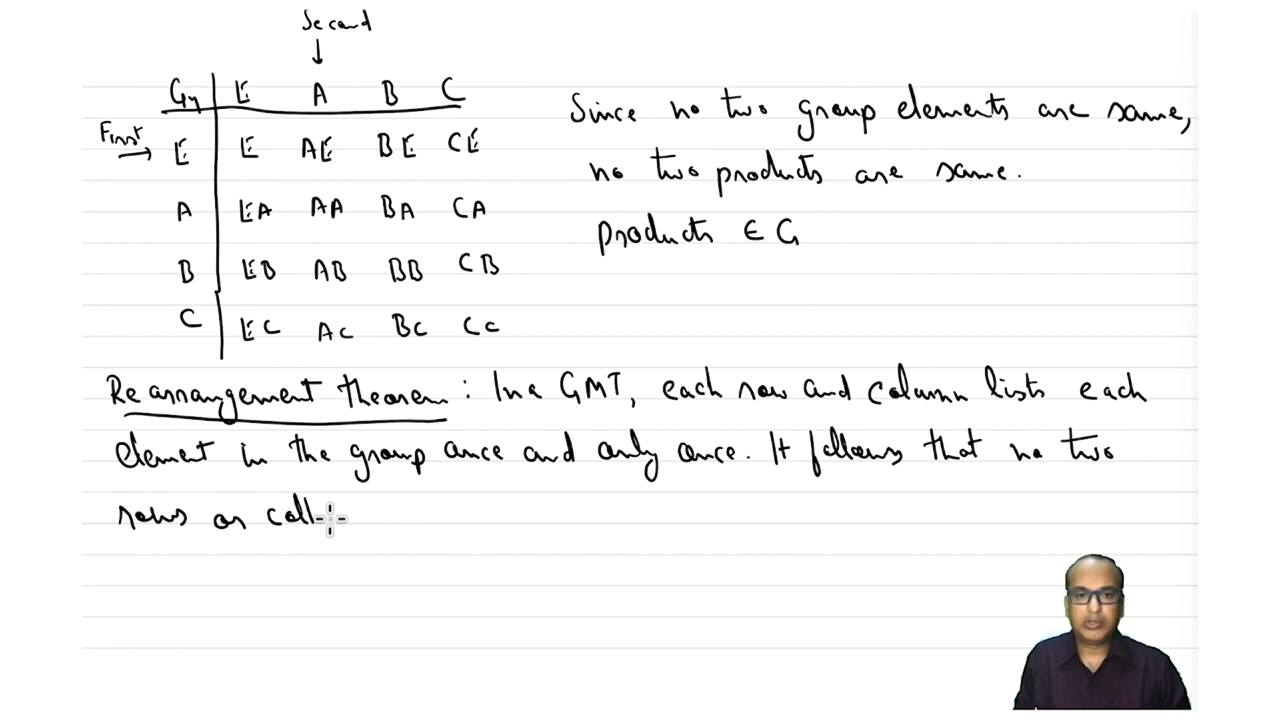 Second
G4 E A B C
First E E AE BE CE
A EA AA BA CA
B EB AB BB CB
C EC AC BC CC
Since no two group elements are same,
no two products are same.
products ∈ G
Rearrangement theorem : In a GMT, each row and column lists each
element in the group once and only once. It follows that no two
rows or coll